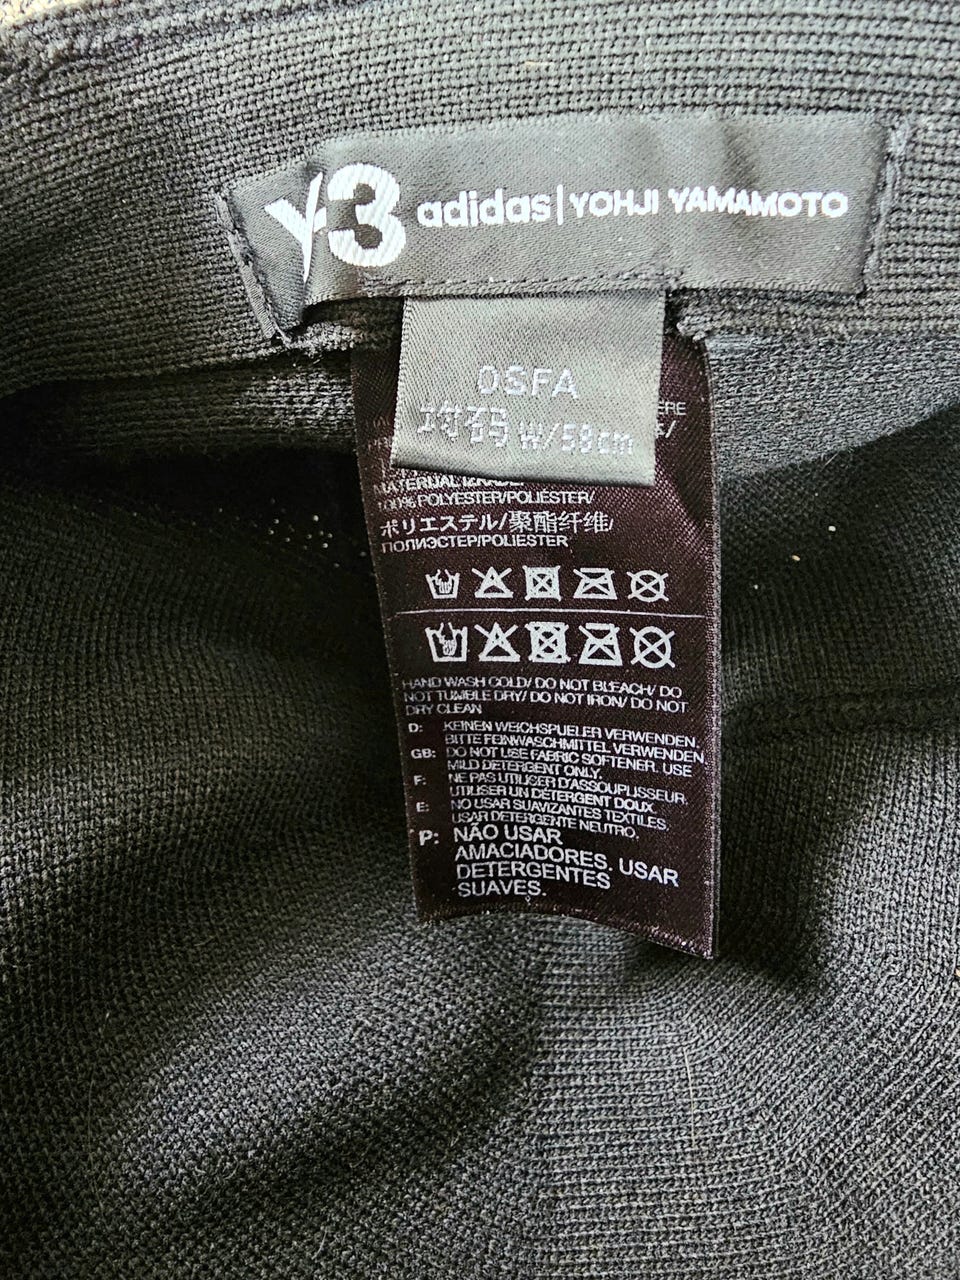 Y-3 adidas | YOHJI YAMAMOTO
OSFA
均码 W/58cm
ERE
100% POLYESTER/POLIÉSTER/
ポリエステル/聚酯纤维/
ПОЛИЭСТЕР/POLIESTER
HAND WASH COLD/ DO NOT BLEACH/ DO
NOT TUMBLE DRY/ DO NOT IRON/ DO NOT
DRY CLEAN
D: KEINEN WEICHSPUELER VERWENDEN.
BITTE FEINWASCHMITTEL VERWENDEN.
GB: DO NOT USE FABRIC SOFTENER. USE
MILD DETERGENT ONLY.
F: NE PAS UTILISER D'ASSOUPLISSEUR.
UTILISER UN DETERGENT DOUX.
E: NO USAR SUAVIZANTES TEXTILES.
USAR DETERGENTE NEUTRO.
P: NÃO USAR
AMACIADORES. USAR
DETERGENTES
SUAVES.